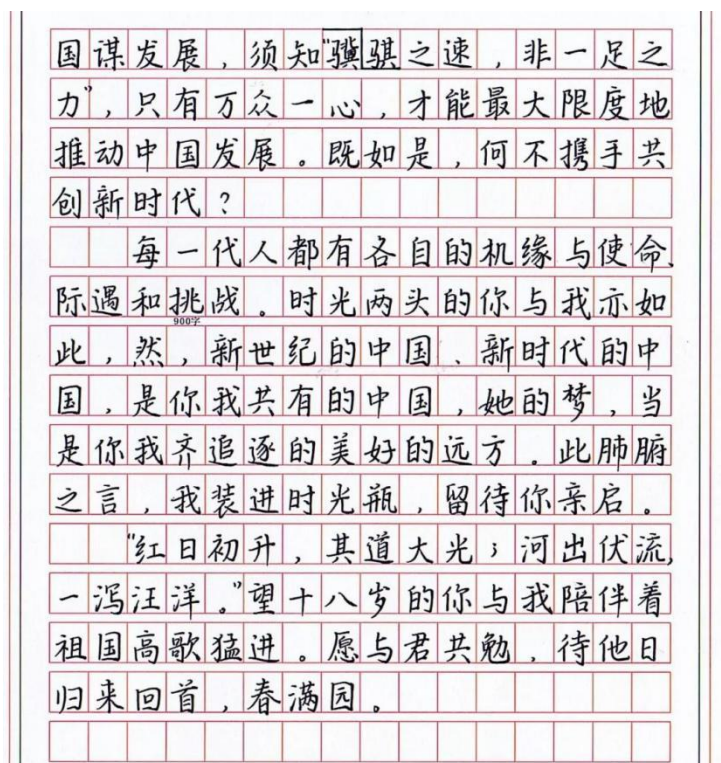 国谋发展，须知“骥骐之速，非一足之
力”，只有万众一心，才能最大限度地
推动中国发展。既如是，何不携手共
创新时代？
每一代人都有各自的机缘与使命、
际遇和挑战。时光两头的你与我亦如
900字
此，然，新世纪的中国、新时代的中
国，是你我共有的中国，她的梦，当
是你我齐追逐的美好的远方。此肺腑
之言，我装进时光瓶，留待你亲启。
“红日初升，其道大光；河出伏流，
一泻汪洋。”望十八岁的你与我陪伴着
祖国高歌猛进。愿与君共勉，待他日
归来回首，春满园。